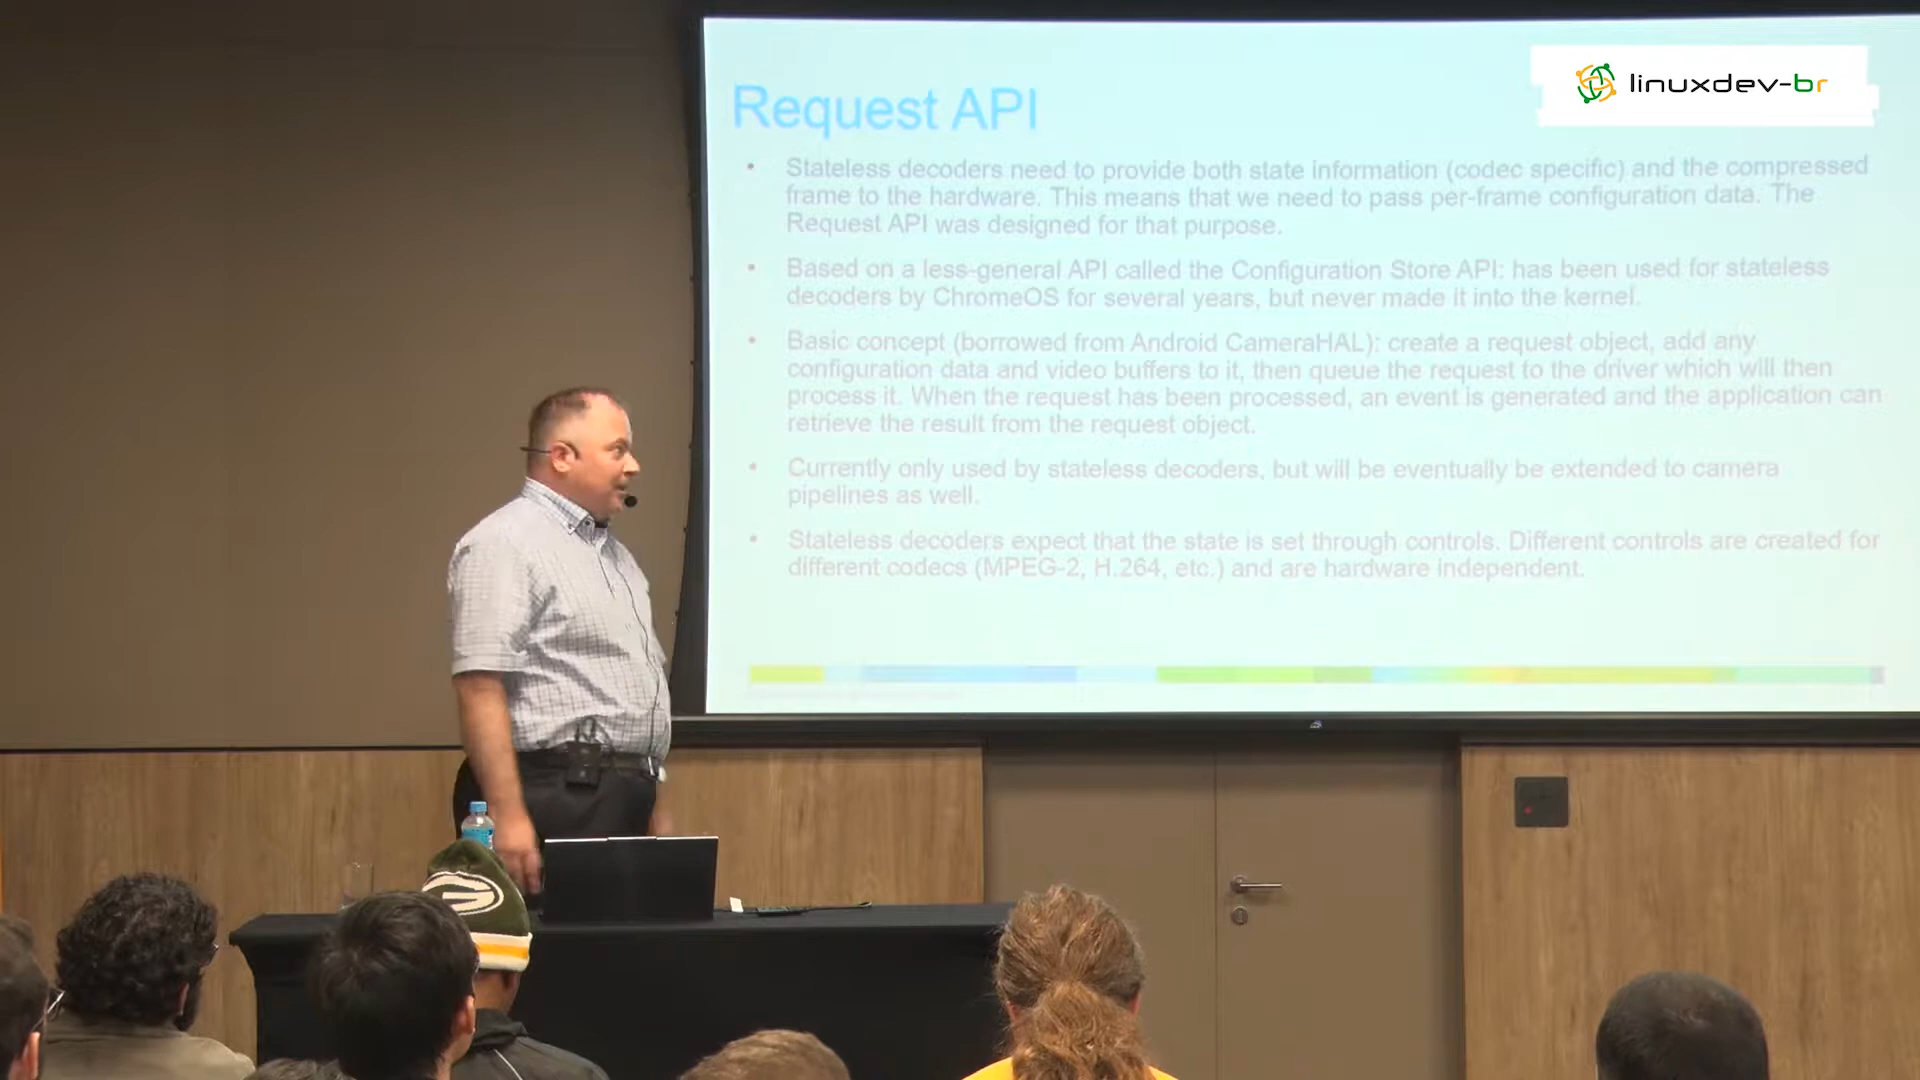 linuxdev-br
Request API
• Stateless decoders need to provide both state information (codec specific) and the compressed
frame to the hardware. This means that we need to pass per-frame configuration data. The
Request API was designed for that purpose.
• Based on a less-general API called the Configuration Store API: has been used for stateless
decoders by ChromeOS for several years, but never made it into the kernel.
• Basic concept (borrowed from Android CameraHAL): create a request object, add any
configuration data and video buffers to it, then queue the request to the driver which will then
process it. When the request has been processed, an event is generated and the application can
retrieve the result from the request object.
• Currently only used by stateless decoders, but will be eventually be extended to camera
pipelines as well.
• Stateless decoders expect that the state is set through controls. Different controls are created for
different codecs (MPEG-2, H.264, etc.) and are hardware independent.
G